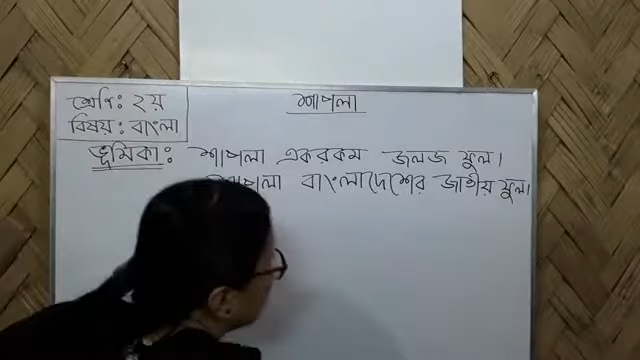 শ্রেণিঃ ২য়
বিষয় : বাংলা
শাপলা
ভূমিকাঃ শাপলা একরকম জলজ ফুল।
শাপলা বাংলাদেশের জাতীয় ফুল।